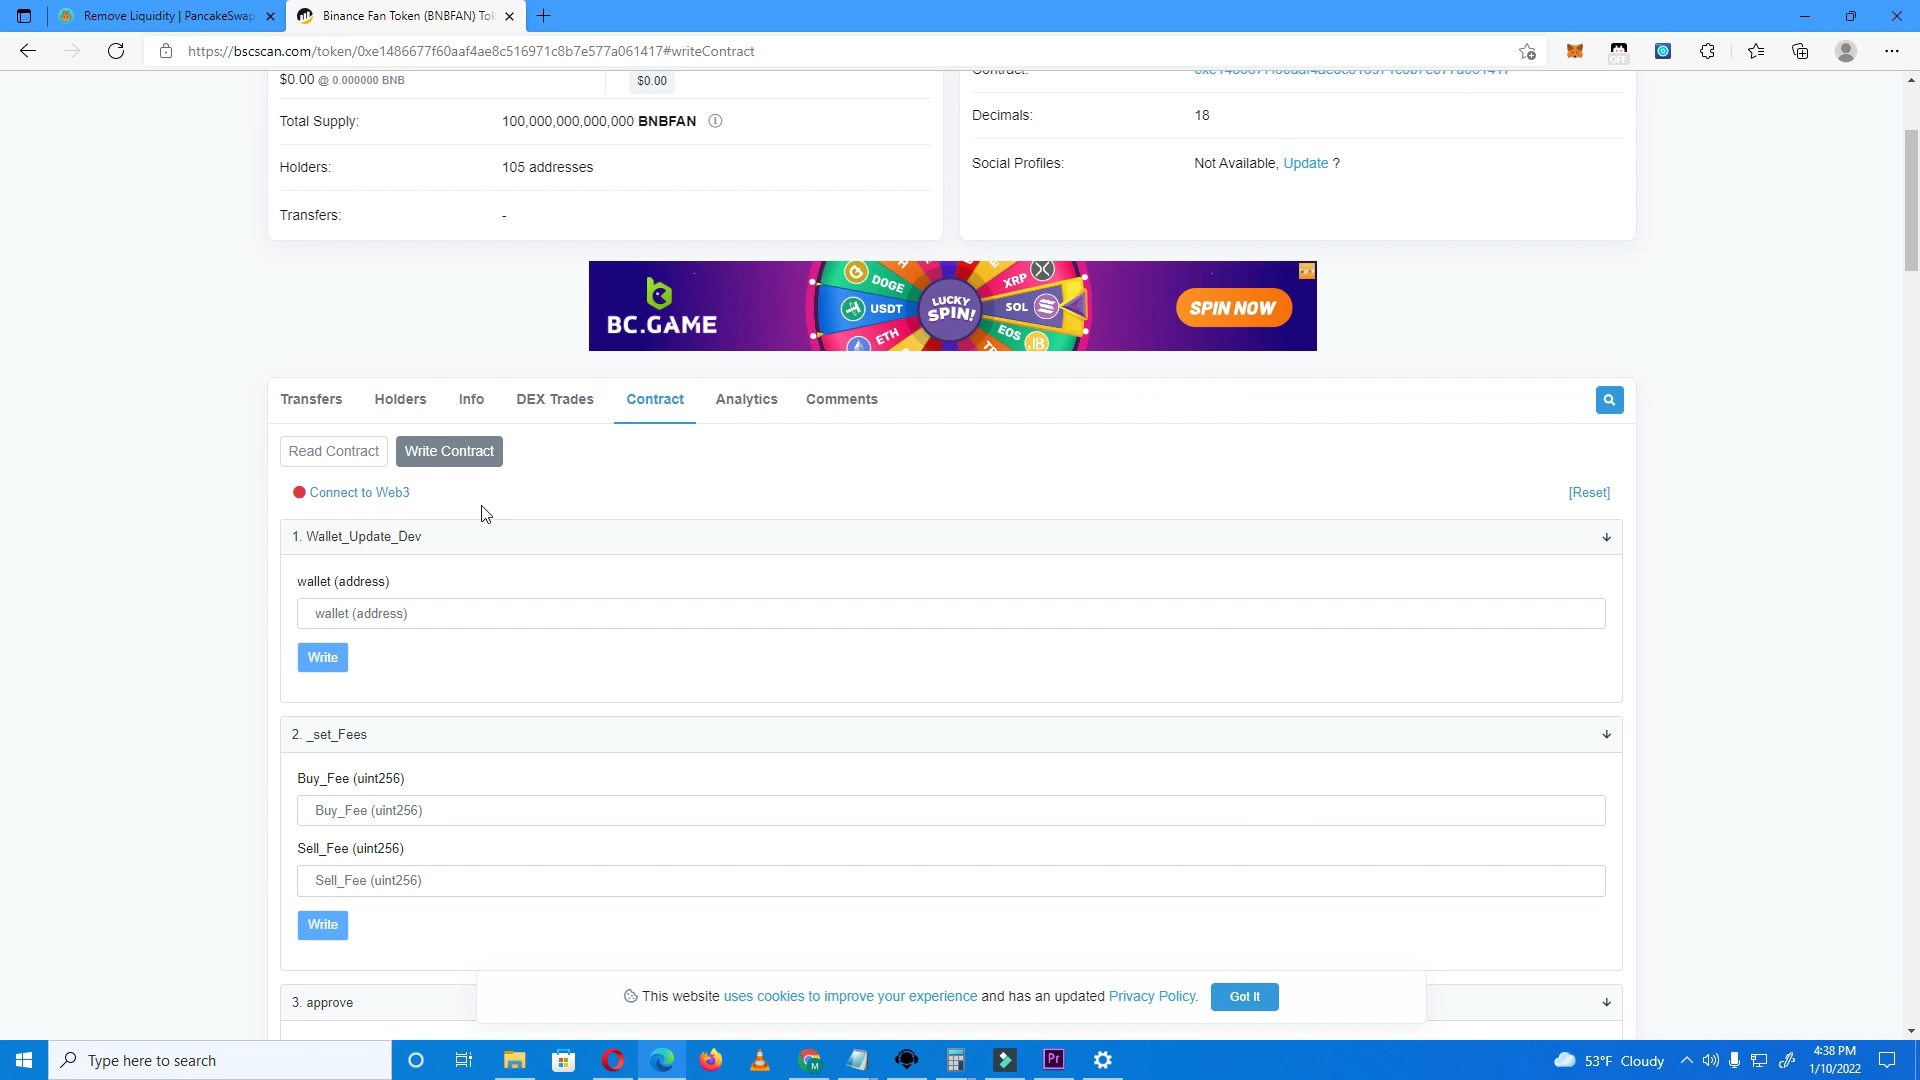 Remove Liquidity | PancakeSwap
Binance Fan Token (BNBFAN) Tok
https://bscscan.com/token/0xe1486677f60aaf4ae8c516971c8b7e577a061417#writeContract
OFF
$0.00 @ 0.000000 BNB
$0.00
Total Supply:
100,000,000,000,000 BNBFAN
Holders:
105 addresses
Transfers:
-
Decimals:
18
Social Profiles:
Not Available, Update ?
BC.GAME
DOGE
USDT
ETH
LUCKY
SPIN!
XRP
SOL
EOS
SPIN NOW
Transfers
Holders
Info
DEX Trades
Contract
Analytics
Comments
Read Contract
Write Contract
Connect to Web3
[Reset]
1. Wallet_Update_Dev
wallet (address)
wallet (address)
Write
2. _set_Fees
Buy_Fee (uint256)
Buy_Fee (uint256)
Sell_Fee (uint256)
Sell_Fee (uint256)
Write
3. approve
This website uses cookies to improve your experience and has an updated Privacy Policy.
Got It
Type here to search
Pr
53°F Cloudy
4:38 PM
1/10/2022